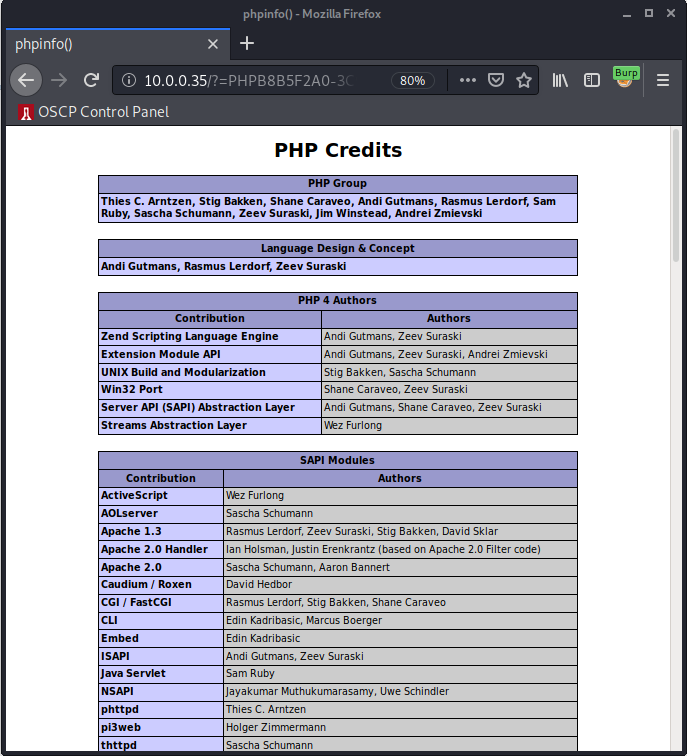 phpinfo() - Mozilla Firefox
phpinfo()
10.0.0.35/?=PHPB8B5F2A0-3C
80%
Burp
OSCP Control Panel
PHP Credits
PHP Group
Thies C. Arntzen, Stig Bakken, Shane Caraveo, Andi Gutmans, Rasmus Lerdorf, Sam
Ruby, Sascha Schumann, Zeev Suraski, Jim Winstead, Andrei Zmievski
Language Design & Concept
Andi Gutmans, Rasmus Lerdorf, Zeev Suraski
PHP 4 Authors
Contribution Authors
Zend Scripting Language Engine Andi Gutmans, Zeev Suraski
Extension Module API Andi Gutmans, Zeev Suraski, Andrei Zmievski
UNIX Build and Modularization Stig Bakken, Sascha Schumann
Win32 Port Shane Caraveo, Zeev Suraski
Server API (SAPI) Abstraction Layer Andi Gutmans, Shane Caraveo, Zeev Suraski
Streams Abstraction Layer Wez Furlong
SAPI Modules
Contribution Authors
ActiveScript Wez Furlong
AOLserver Sascha Schumann
Apache 1.3 Rasmus Lerdorf, Zeev Suraski, Stig Bakken, David Sklar
Apache 2.0 Handler Ian Holsman, Justin Erenkrantz (based on Apache 2.0 Filter code)
Apache 2.0 Sascha Schumann, Aaron Bannert
Caudium / Roxen David Hedbor
CGI / FastCGI Rasmus Lerdorf, Stig Bakken, Shane Caraveo
CLI Edin Kadribasic, Marcus Boerger
Embed Edin Kadribasic
ISAPI Andi Gutmans, Zeev Suraski
Java Servlet Sam Ruby
NSAPI Jayakumar Muthukumarasamy, Uwe Schindler
phttpd Thies C. Arntzen
pi3web Holger Zimmermann
thttpd Sascha Schumann